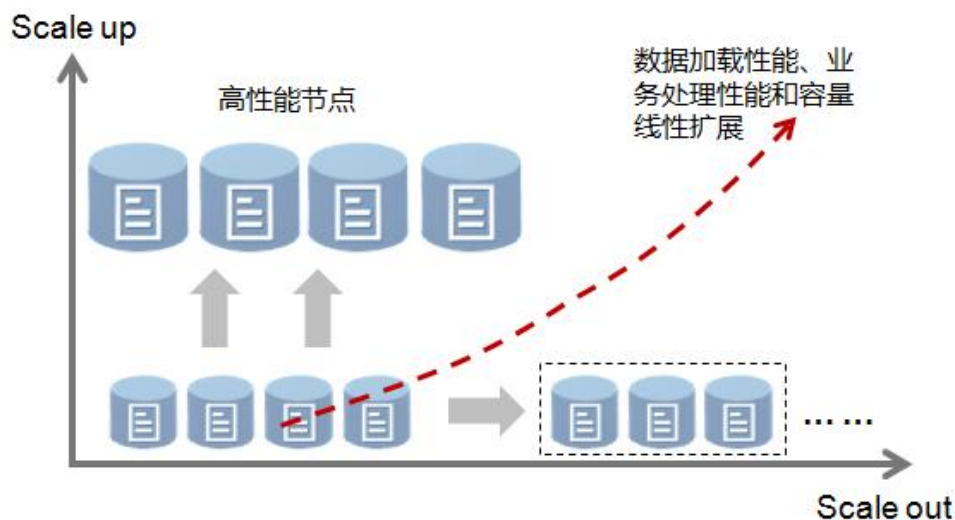 Scale up
高性能节点
数据加载性能、业
务处理性能和容量
线性扩展
... ...
Scale out